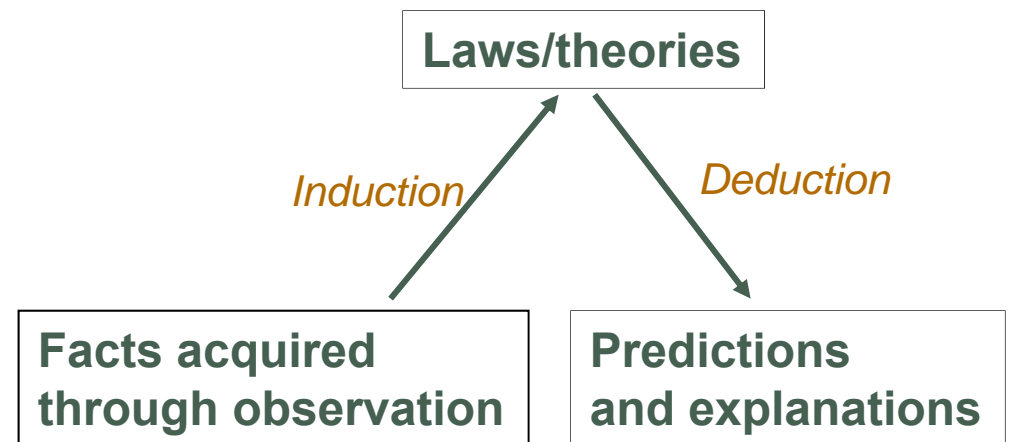 Laws/theories
Induction
Deduction
Facts acquired
through observation
Predictions
and explanations